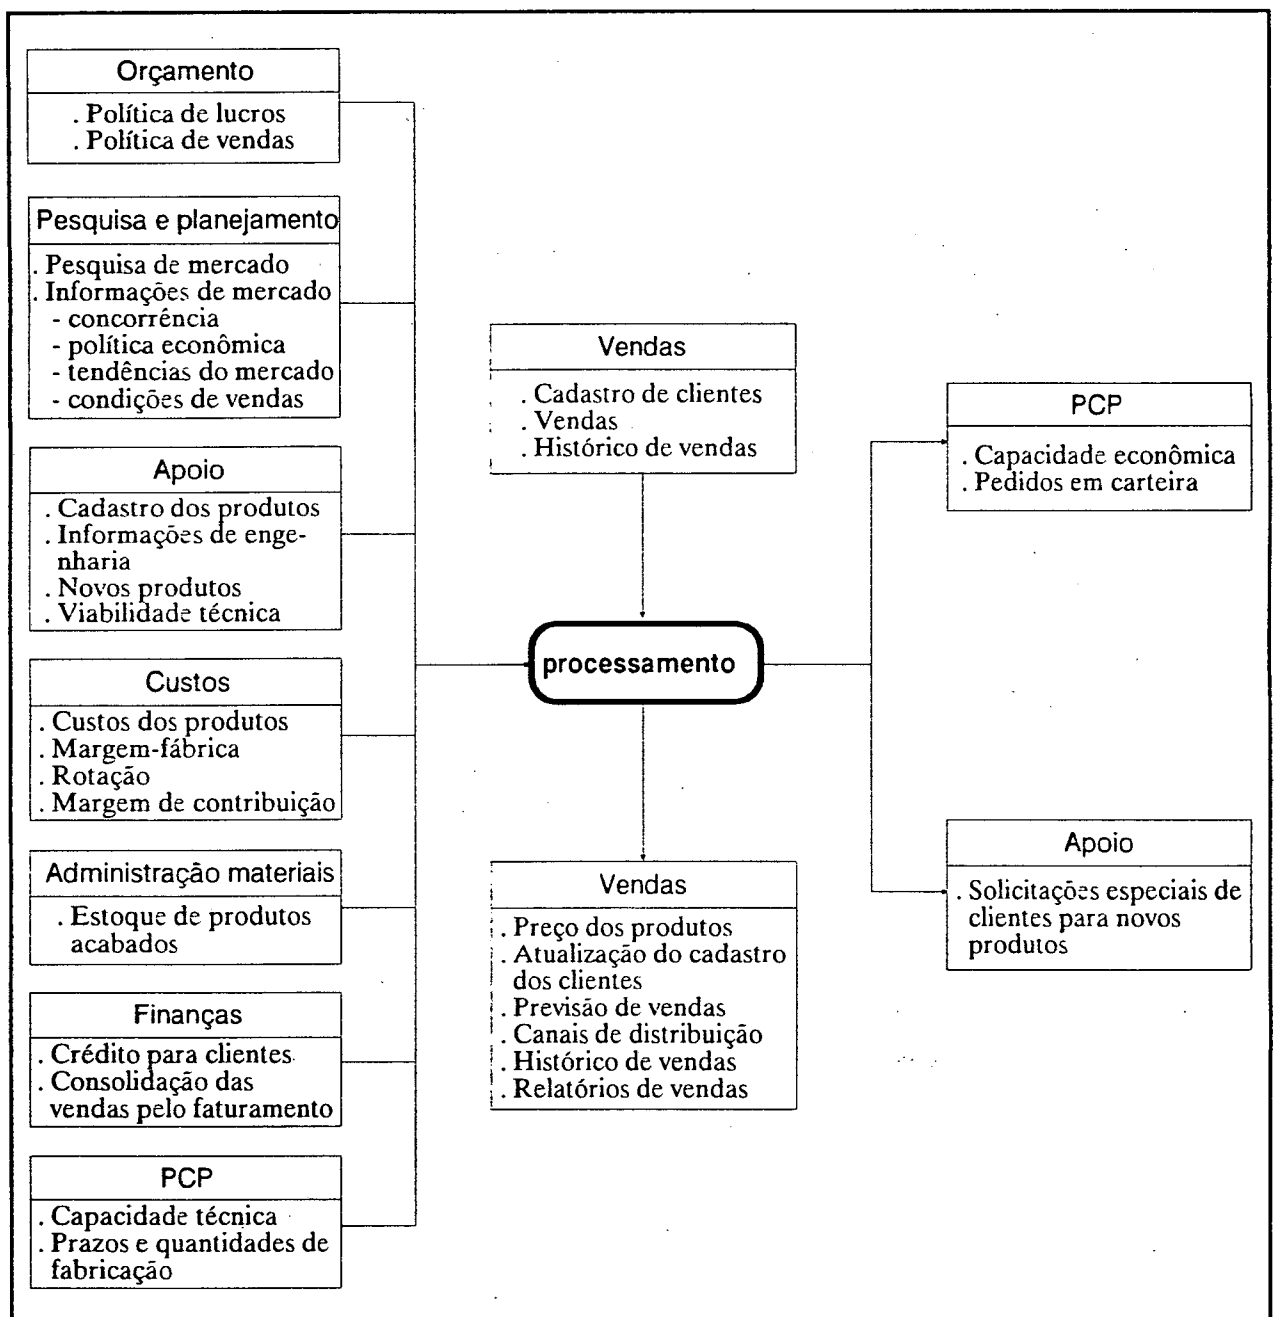 Orçamento
. Política de lucros
. Política de vendas
Pesquisa e planejamento
. Pesquisa de mercado
. Informações de mercado
- concorrência
- política econômica
- tendências do mercado
- condições de vendas
Apoio
. Cadastro dos produtos
. Informações de enge-
nharia
. Novos produtos
. Viabilidade técnica
Custos
. Custos dos produtos
. Margem-fábrica
. Rotação
. Margem de contribuição
Administração materiais
. Estoque de produtos
acabados
Finanças
. Crédito para clientes
. Consolidação das
vendas pelo faturamento
PCP
. Capacidade técnica
. Prazos e quantidades de
fabricação
Vendas
. Cadastro de clientes
. Vendas
. Histórico de vendas
processamento
Vendas
. Preço dos produtos
. Atualização do cadastro
dos clientes
. Previsão de vendas
. Canais de distribuição
. Histórico de vendas
. Relatórios de vendas
PCP
. Capacidade econômica
. Pedidos em carteira
Apoio
. Solicitações especiais de
clientes para novos
produtos